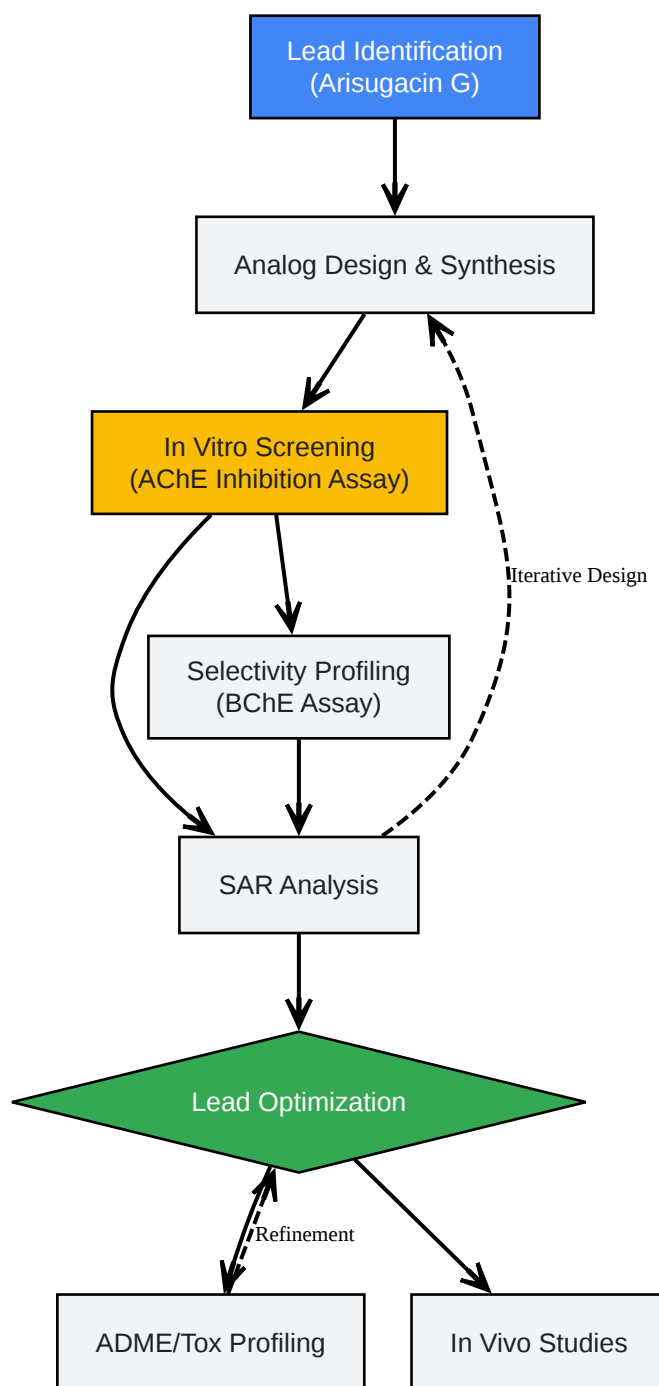 Lead Identification
(Arisugacin G)
Analog Design & Synthesis
In Vitro Screening
(AChE Inhibition Assay)
Iterative Design
Selectivity Profiling
(BChE Assay)
SAR Analysis
Lead Optimization
Refinement
ADME/Tox Profiling
In Vivo Studies